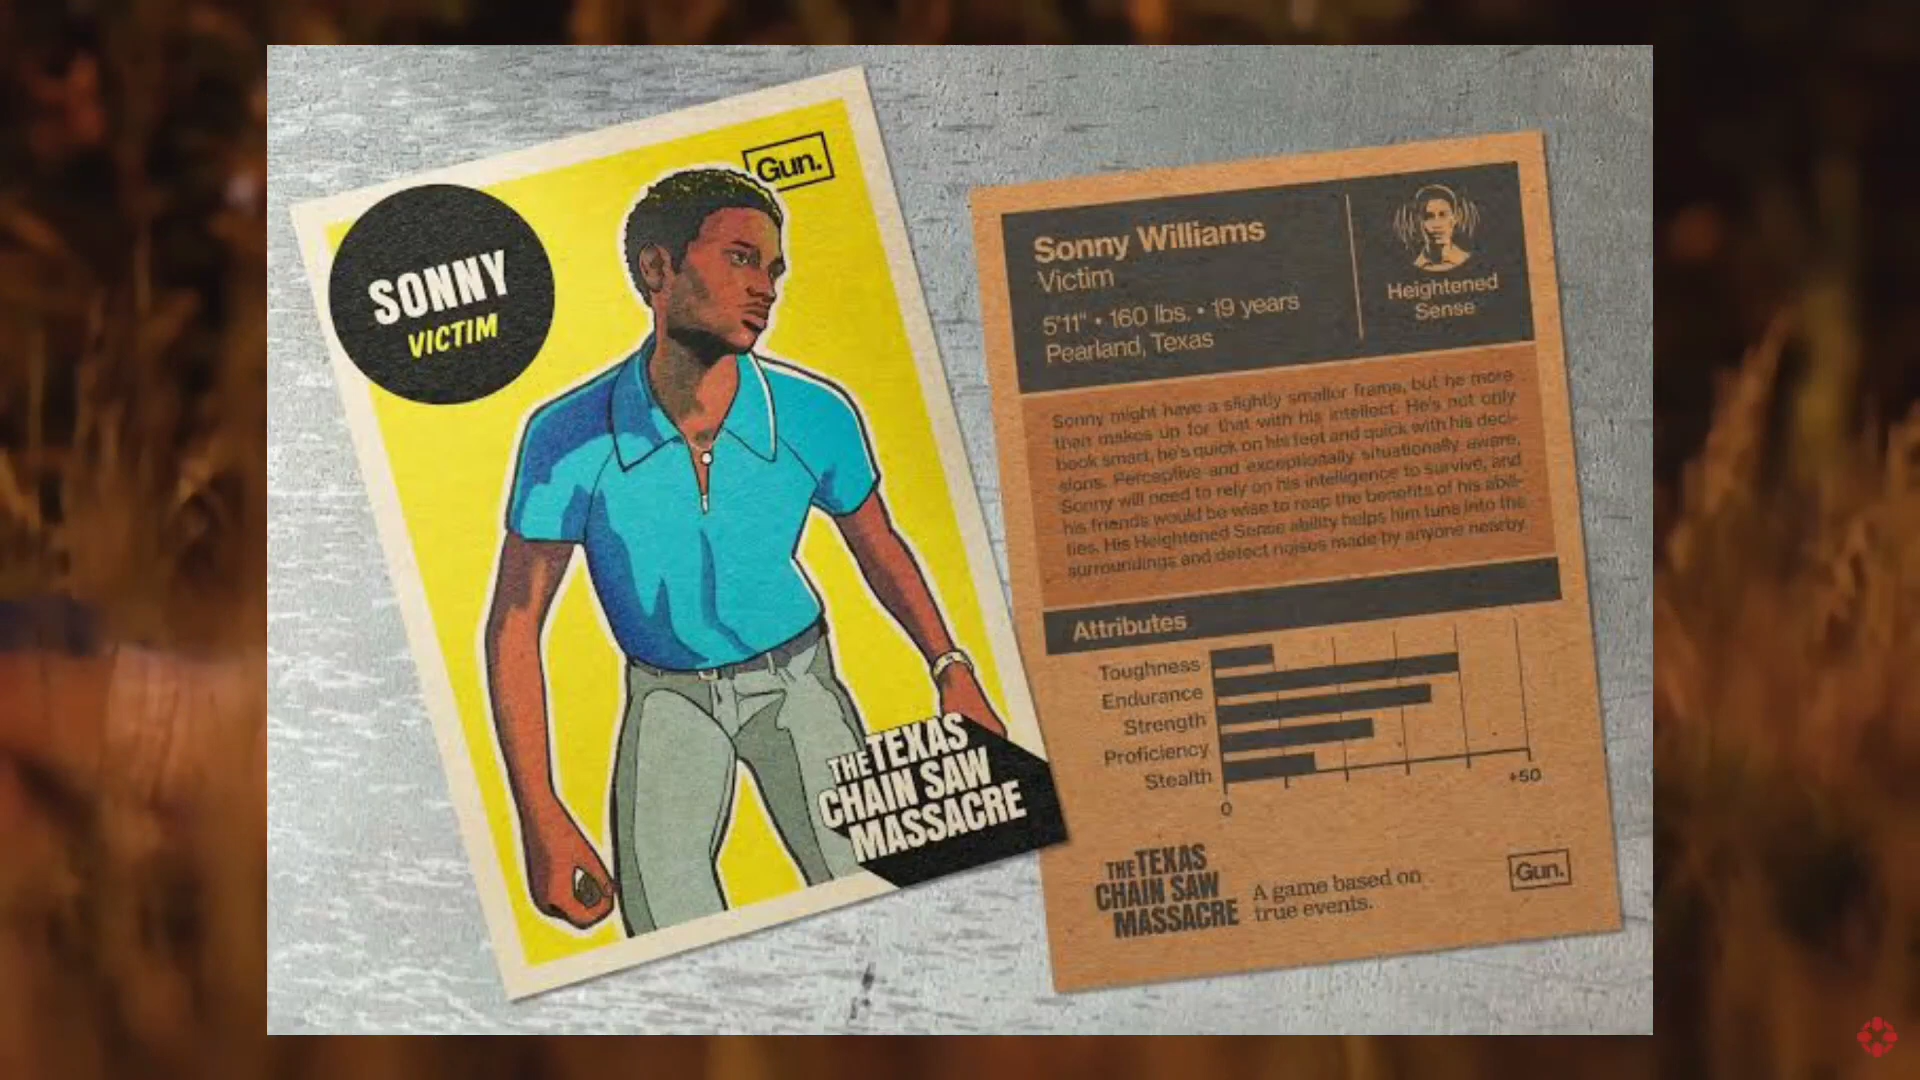 SONNY
VICTIM
Gun.
THE TEXAS
CHAIN SAW
MASSACRE
Sonny Williams
Victim
5'11" • 160 lbs. • 19 years
Pearland, Texas
Heightened
Sense
Sonny might have a slightly smaller frame, but he more
than makes up for that with his intellect. He's not only
book smart, he's quick on his feet and quick with his deci-
sions. Perceptive and exceptionally situationally aware,
Sonny will need to rely on his intelligence to survive, and
his friends would be wise to reap the benefits of his abili-
ties. His Heightened Sense ability helps him tune into the
surroundings and detect noises made by anyone nearby
Attributes
Toughness
Endurance
Strength
Proficiency
Stealth
0
+50
THE TEXAS
CHAIN SAW
MASSACRE
A game based on
true events.
Gun.